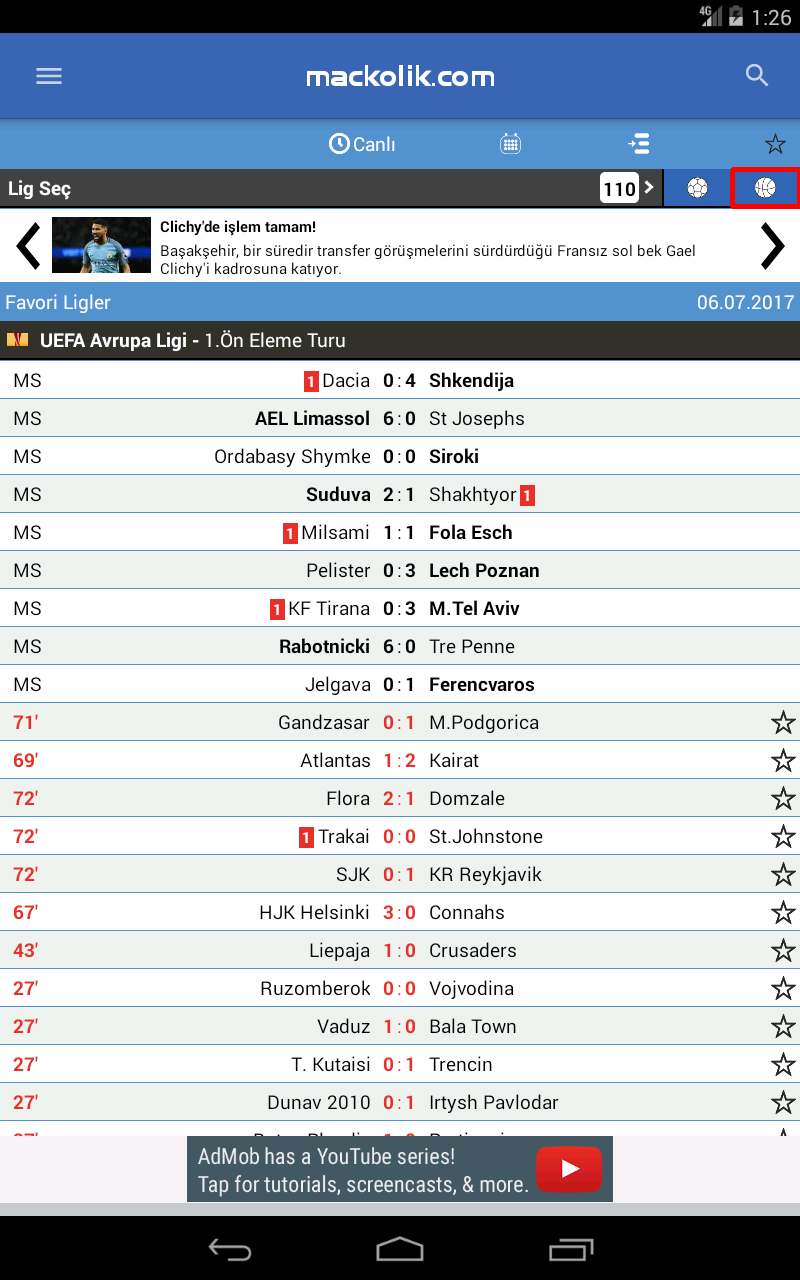 4G 1:26
mackolik.com
Canlı
Lig Seç 110
Clichy'de işlem tamam!
Başakşehir, bir süredir transfer görüşmelerini sürdürdüğü Fransız sol bek Gael
Clichy'i kadrosuna katıyor.
Favori Ligler 06.07.2017
UEFA Avrupa Ligi - 1.Ön Eleme Turu
MS 1 Dacia 0 : 4 Shkendija
MS AEL Limassol 6 : 0 St Josephs
MS Ordabasy Shymke 0 : 0 Siroki
MS Suduva 2 : 1 Shakhtyor 1
MS 1 Milsami 1 : 1 Fola Esch
MS Pelister 0 : 3 Lech Poznan
MS 1 KF Tirana 0 : 3 M.Tel Aviv
MS Rabotnicki 6 : 0 Tre Penne
MS Jelgava 0 : 1 Ferencvaros
71' Gandzasar 0 : 1 M.Podgorica
69' Atlantas 1 : 2 Kairat
72' Flora 2 : 1 Domzale
72' 1 Trakai 0 : 0 St.Johnstone
72' SJK 0 : 1 KR Reykjavik
67' HJK Helsinki 3 : 0 Connahs
43' Liepaja 1 : 0 Crusaders
27' Ruzomberok 0 : 0 Vojvodina
27' Vaduz 1 : 0 Bala Town
27' T. Kutaisi 0 : 1 Trencin
27' Dunav 2010 0 : 1 Irtysh Pavlodar
AdMob has a YouTube series!
Tap for tutorials, screencasts, & more.